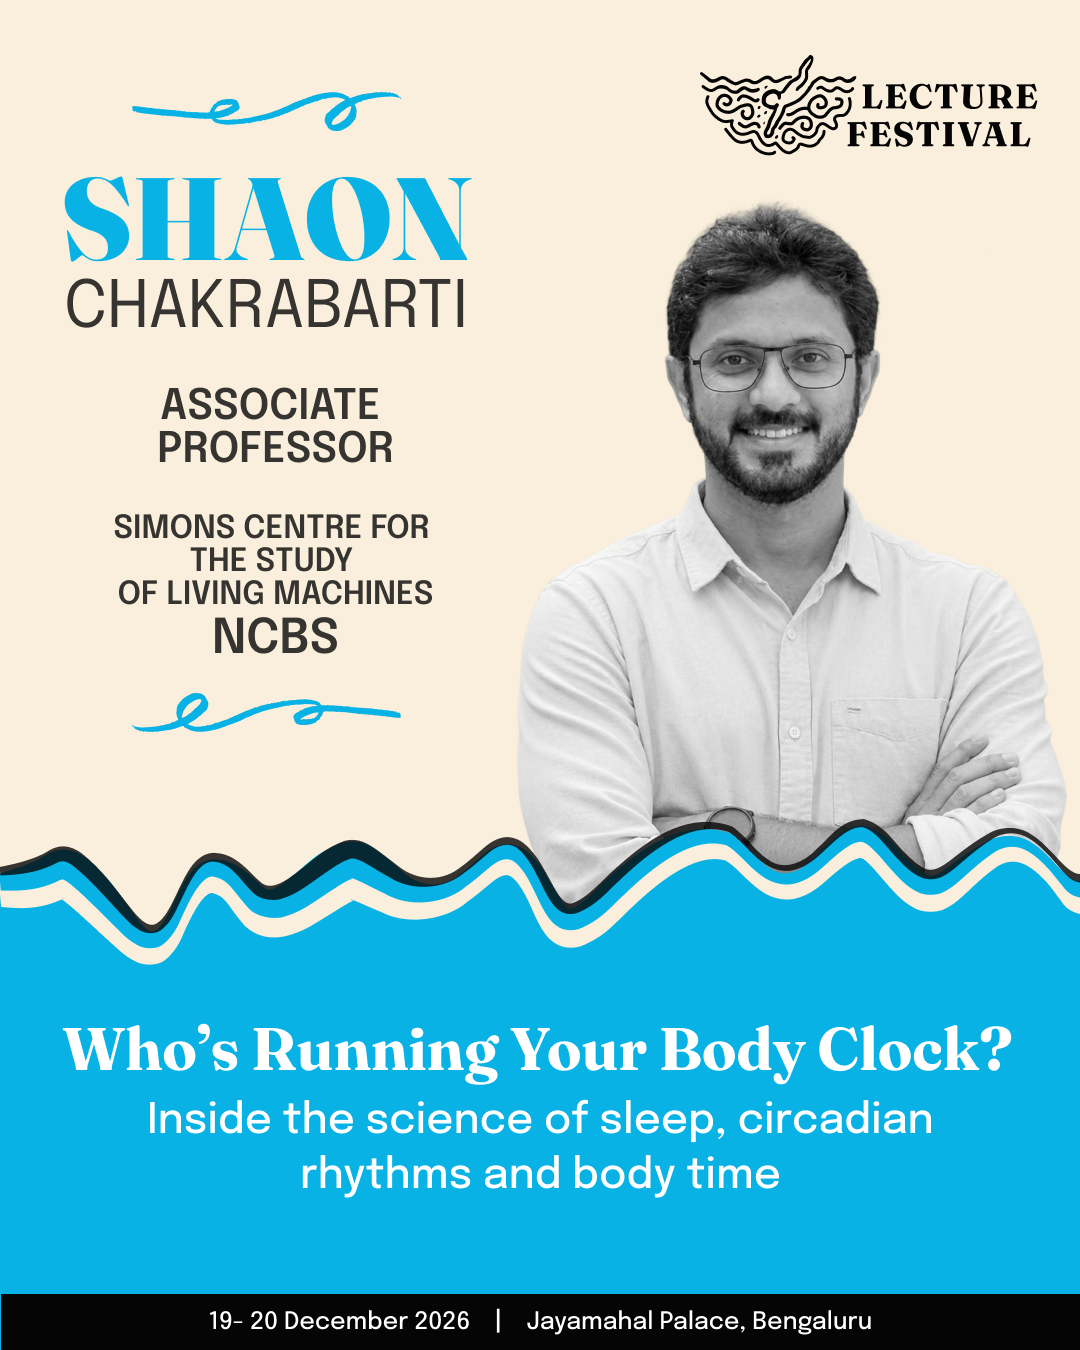 LECTURE
FESTIVAL
SHAON
CHAKRABARTI
ASSOCIATE
PROFESSOR
SIMONS CENTRE FOR
THE STUDY
OF LIVING MACHINES
NCBS
Who’s Running Your Body Clock?
Inside the science of sleep, circadian
rhythms and body time
19- 20 December 2026 | Jayamahal Palace, Bengaluru